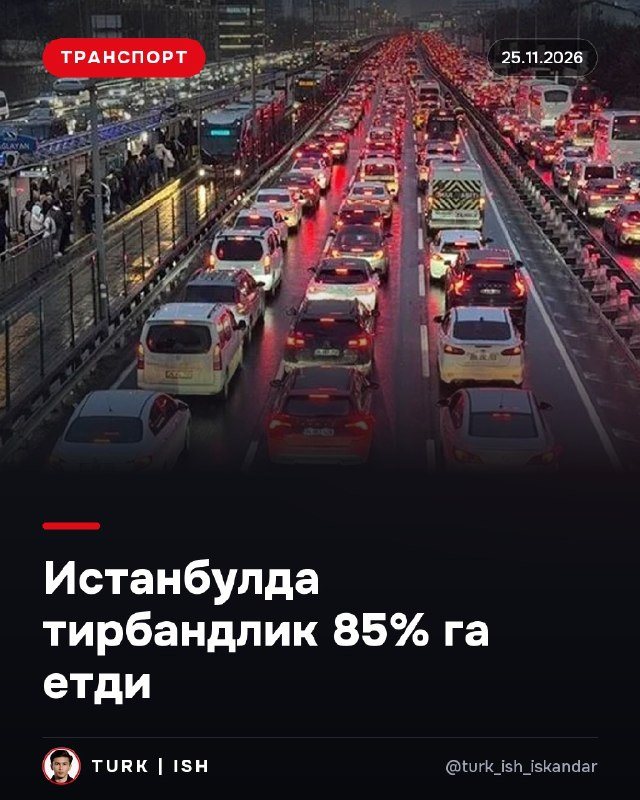 ТРАНСПОРТ
25.11.2026
Истанбулда
тирбандлик 85% га
етди
TURK | ISH
@turk_ish_iskandar